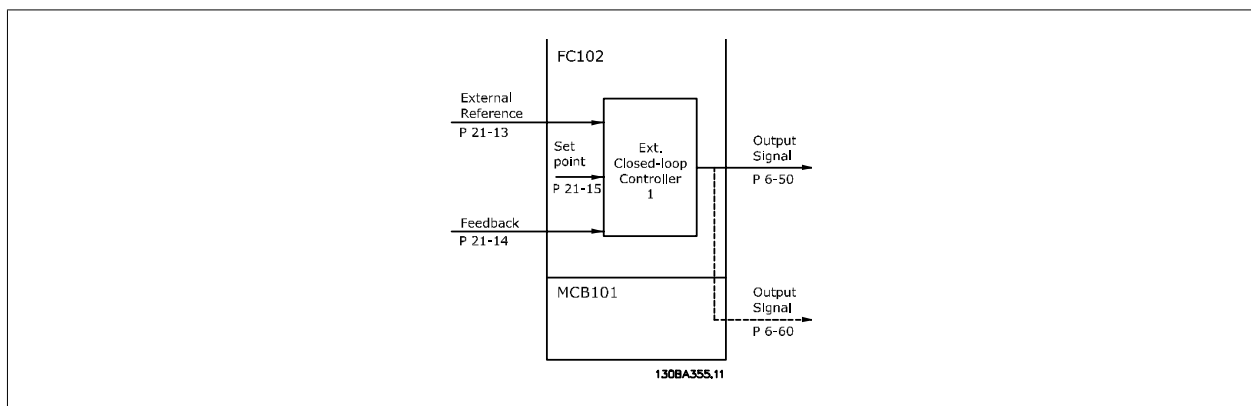 FC102
External
Reference
P 21-13
Set
point
P 21-15
Ext.
Closed-loop
Controller
1
Output
Signal
P 6-50
Feedback
P 21-14
MCB101
Output
Signal
P 6-60
130BA355.11